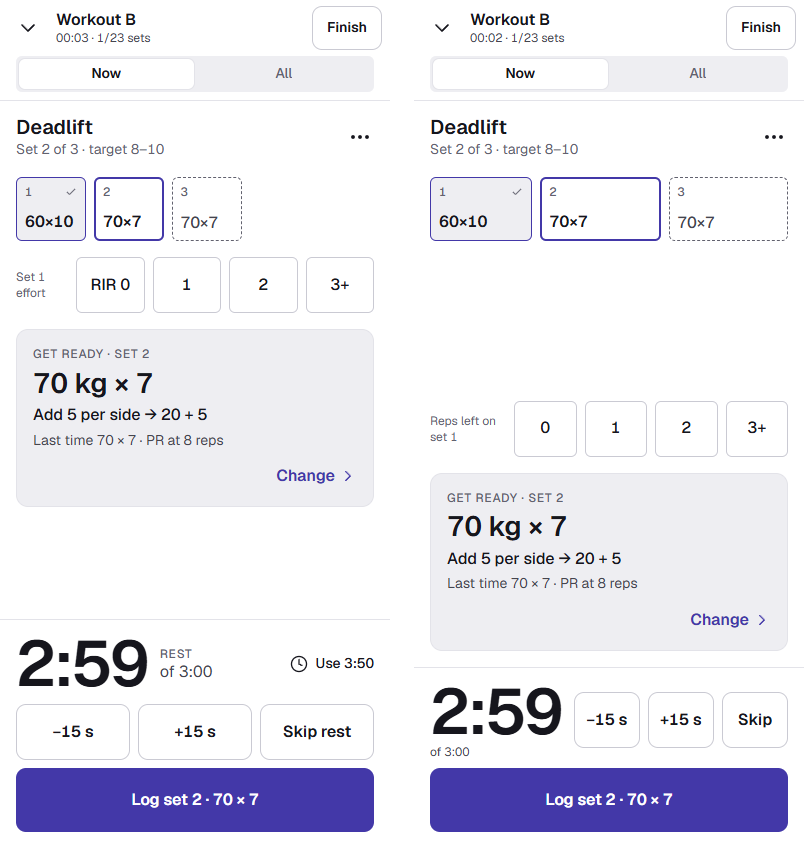 Workout B
00:03 · 1/23 sets
Finish
Now
All
Deadlift
Set 2 of 3 · target 8–10
1
60×10
2
70×7
3
70×7
Set 1
effort
RIR 0
1
2
3+
GET READY · SET 2
70 kg × 7
Add 5 per side → 20 + 5
Last time 70 × 7 · PR at 8 reps
Change
2:59
REST
of 3:00
Use 3:50
−15 s
+15 s
Skip rest
Log set 2 · 70 × 7
Workout B
00:02 · 1/23 sets
Finish
Now
All
Deadlift
Set 2 of 3 · target 8–10
1
60×10
2
70×7
3
70×7
Reps left on
set 1
0
1
2
3+
GET READY · SET 2
70 kg × 7
Add 5 per side → 20 + 5
Last time 70 × 7 · PR at 8 reps
Change
2:59
of 3:00
−15 s
+15 s
Skip
Log set 2 · 70 × 7